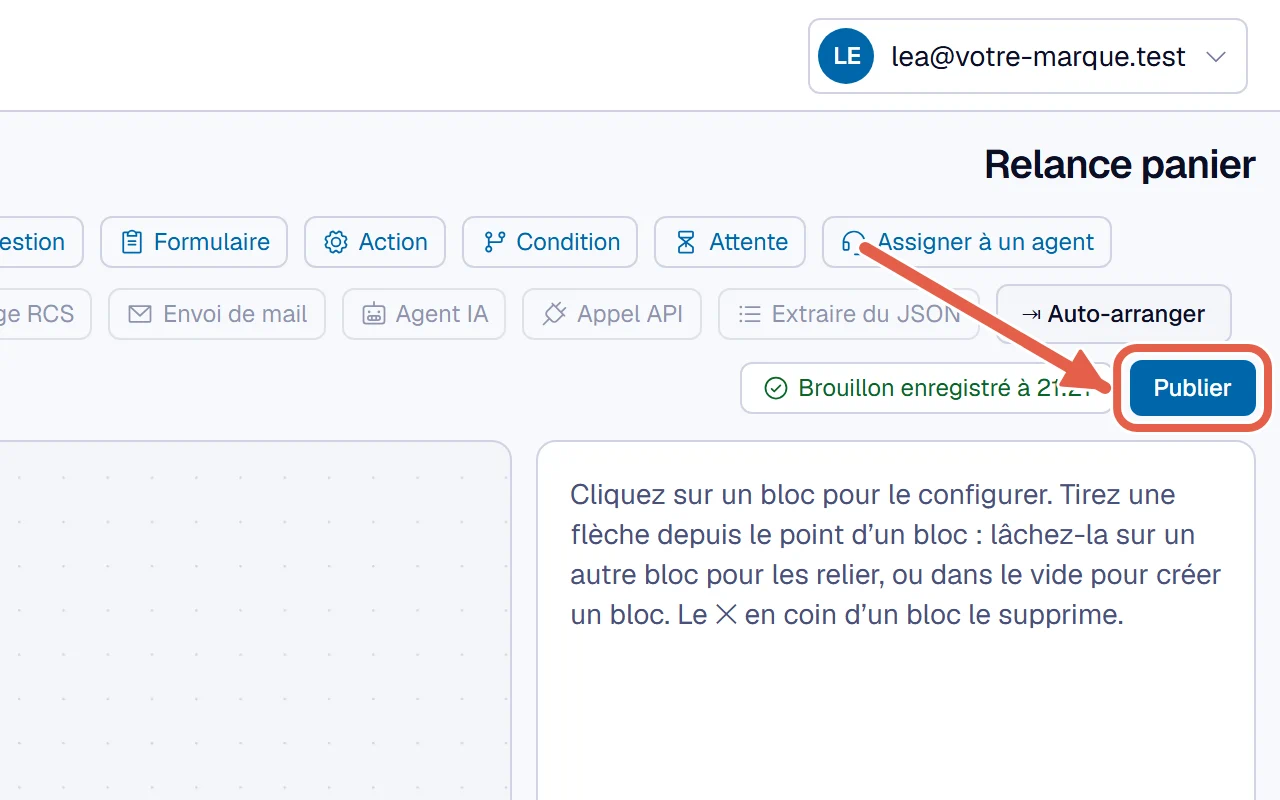 LE lea@votre-marque.test
Relance panier
estion Formulaire Action Condition Attente Assigner à un agent
ge RCS Envoi de mail Agent IA Appel API Extraire du JSON Auto-arranger
Brouillon enregistré à Publier
Cliquez sur un bloc pour le configurer. Tirez une
flèche depuis le point d’un bloc : lâchez-la sur un
autre bloc pour les relier, ou dans le vide pour créer
un bloc. Le X en coin d’un bloc le supprime.